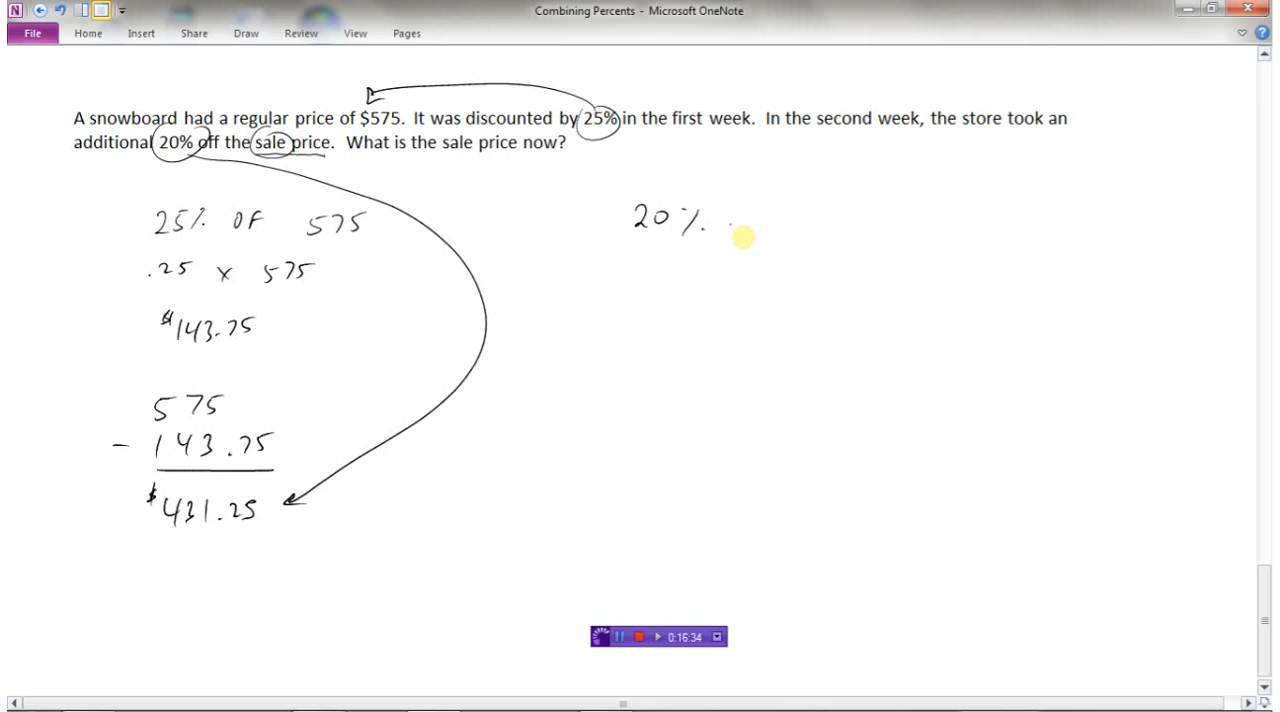 Combining Percents - Microsoft OneNote
File Home Insert Share Draw Review View Pages
A snowboard had a regular price of $575. It was discounted by 25% in the first week. In the second week, the store took an
additional 20% off the sale price. What is the sale price now?
25% OF 575
.25 x 575
$143.75
575
- 143.75
$431.25
20%
0:16:34